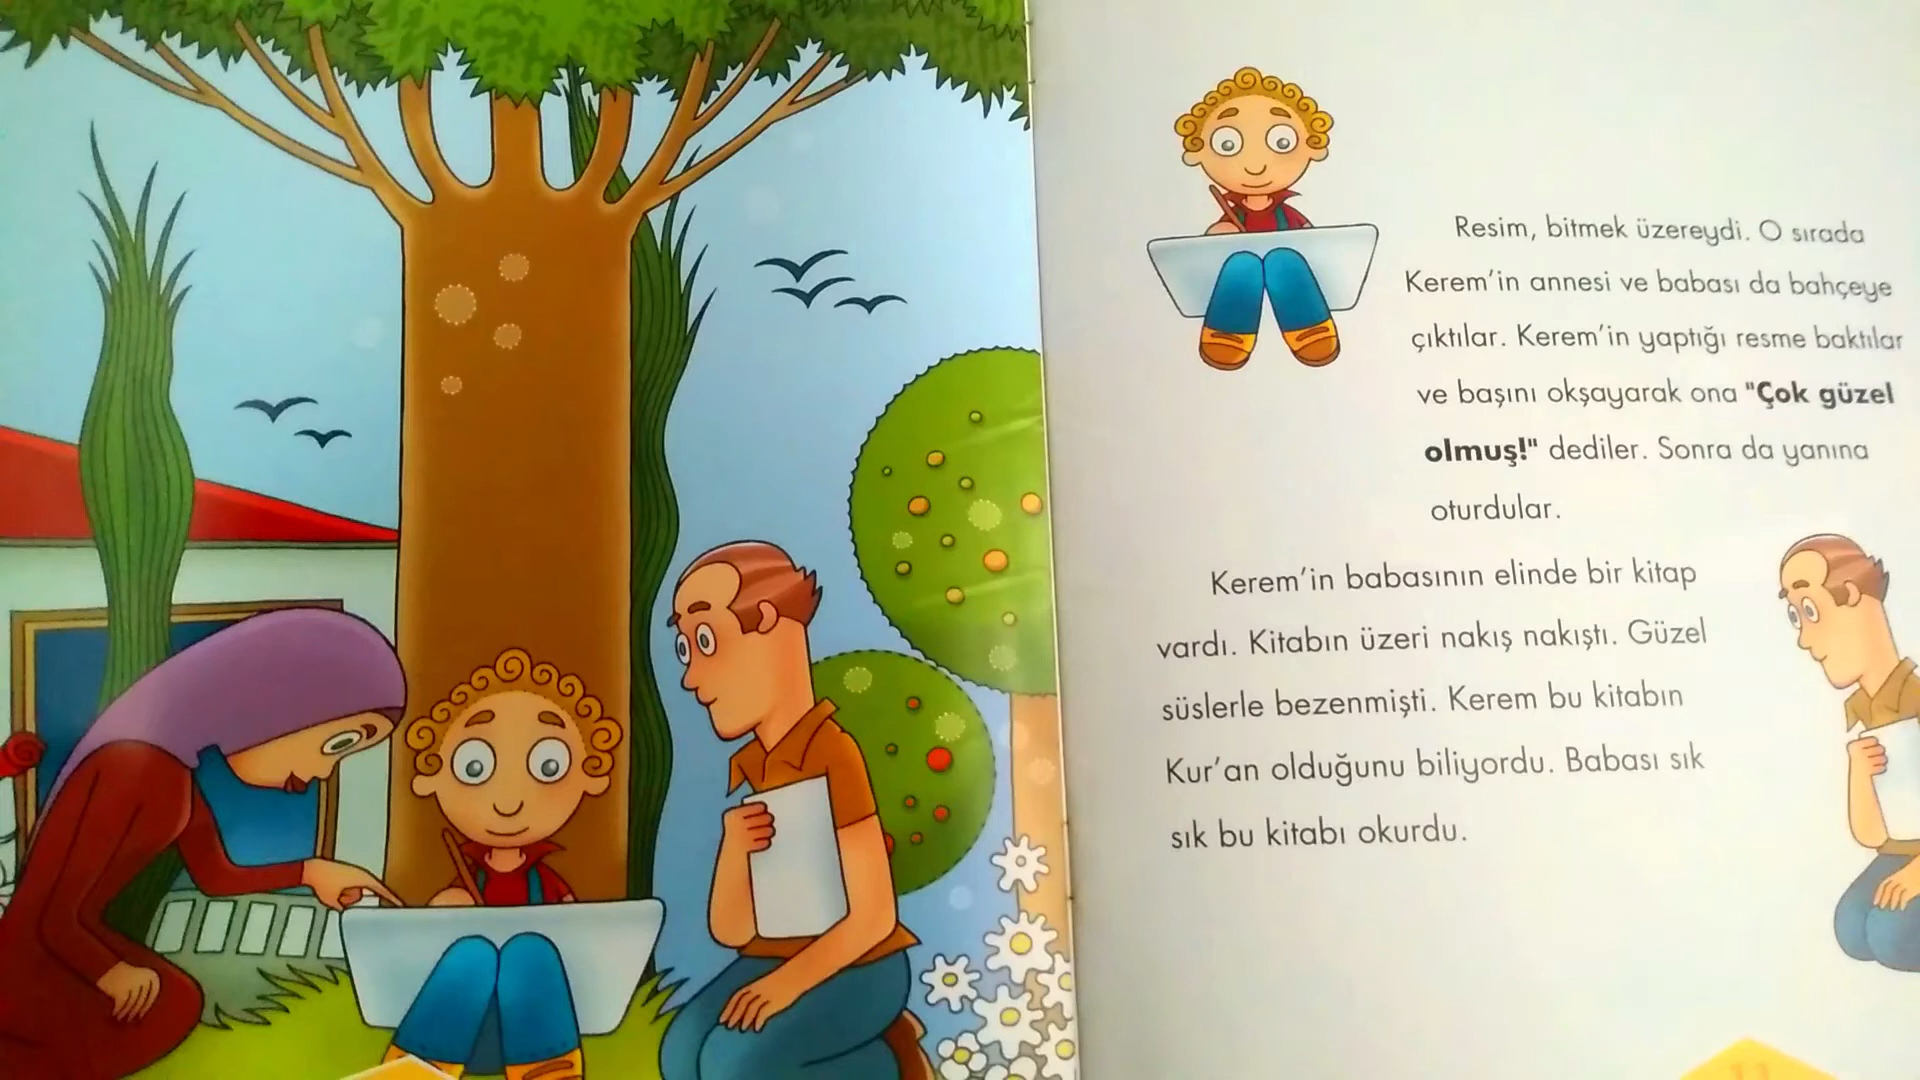 Resim, bitmek üzereydi. O sırada
Kerem'in annesi ve babası da bahçeye
çıktılar. Kerem'in yaptığı resme baktılar
ve başını okşayarak ona "Çok güzel
olmuş!" dediler. Sonra da yanına
oturdular.
Kerem'in babasının elinde bir kitap
vardı. Kitabın üzeri nakış nakıştı. Güzel
süslerle bezenmişti. Kerem bu kitabın
Kur'an olduğunu biliyordu. Babası sık
sık bu kitabı okurdu.